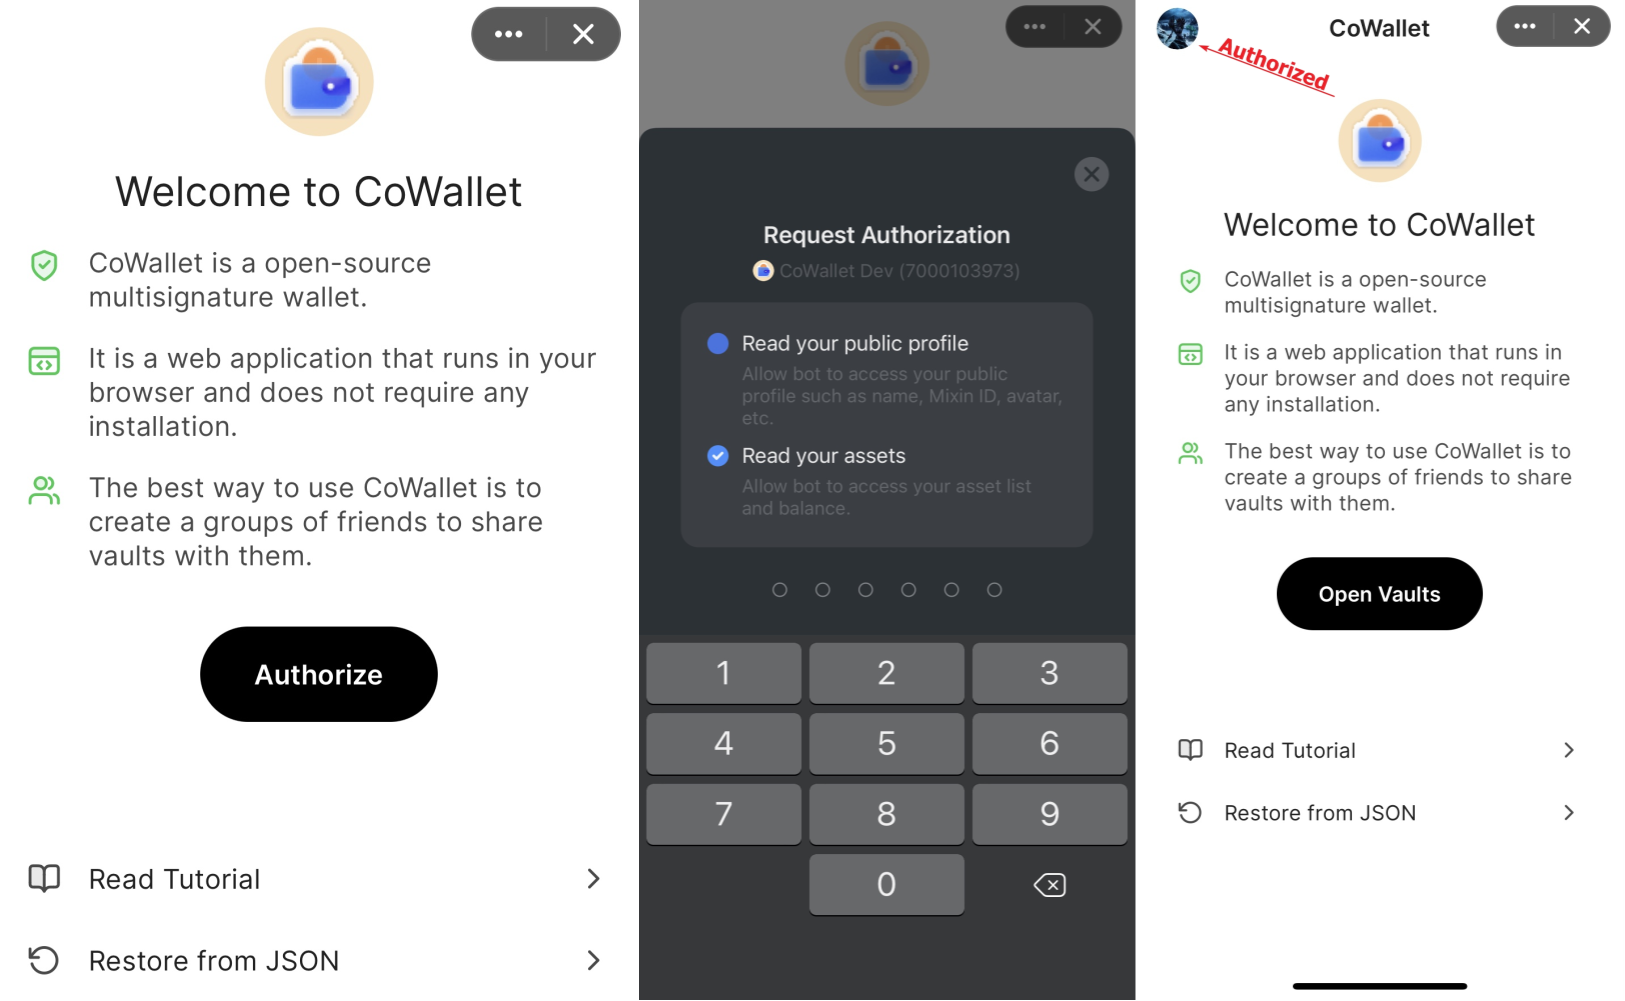 Welcome to CoWallet
CoWallet is a open-source
multisignature wallet.
It is a web application that runs in your
browser and does not require any
installation.
The best way to use CoWallet is to
create a groups of friends to share
vaults with them.
Authorize
Read Tutorial
Restore from JSON
Request Authorization
CoWallet Dev (7000103973)
Read your public profile
Allow bot to access your public
profile such as name, Mixin ID, avatar,
etc.
Read your assets
Allow bot to access your asset list
and balance.
1 2 3
4 5 6
7 8 9
0
CoWallet
Authorized
Welcome to CoWallet
CoWallet is a open-source
multisignature wallet.
It is a web application that runs in
your browser and does not require
any installation.
The best way to use CoWallet is to
create a groups of friends to share
vaults with them.
Open Vaults
Read Tutorial
Restore from JSON